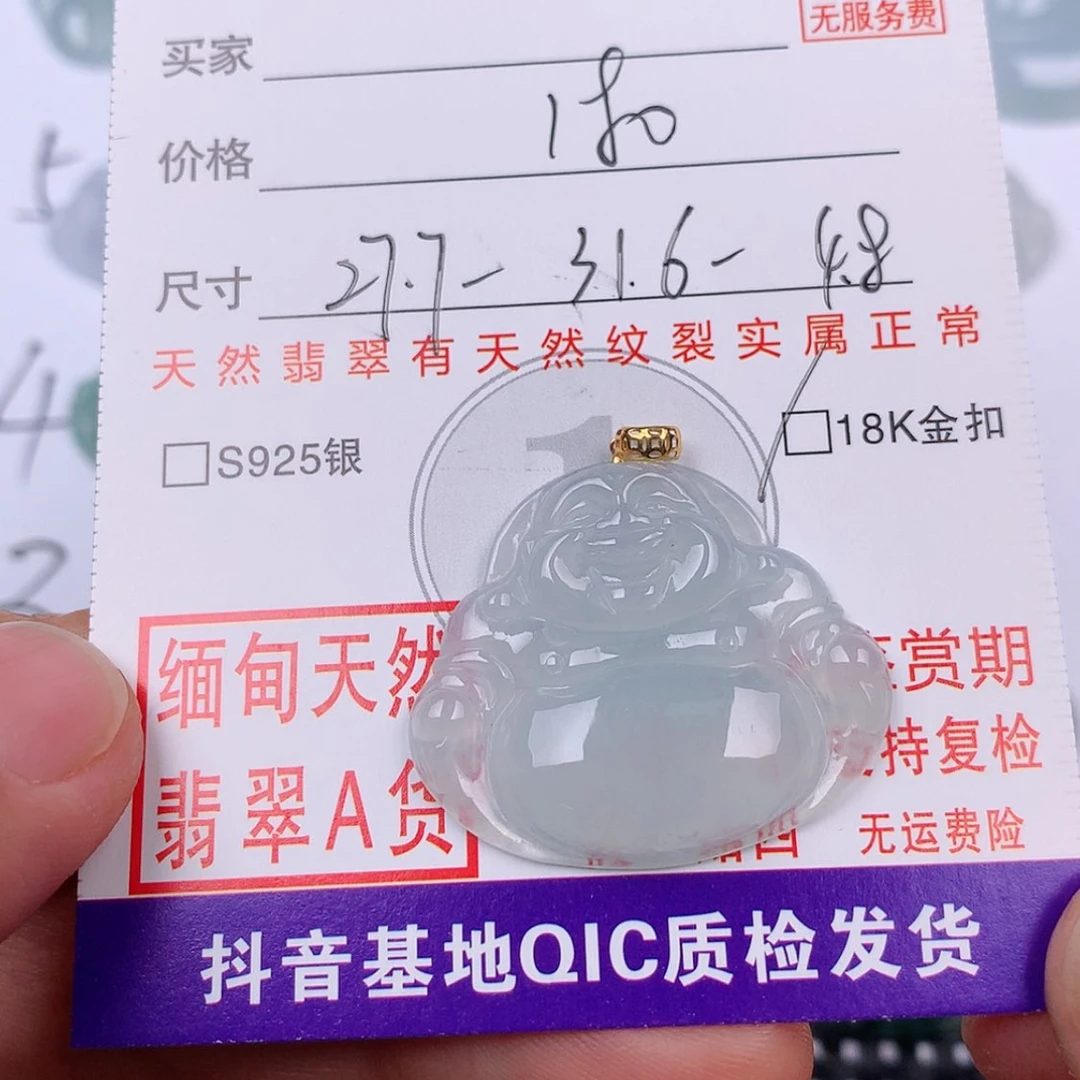 无服务费
买家
价格
尺寸 27.7- 31.6- 4.8
天然翡翠有天然纹裂实属正常
S925银
18K金扣
缅甸天然
翡翠A货
赏期
持复检
无运费险
抖音基地QIC质检发货
5
4
2